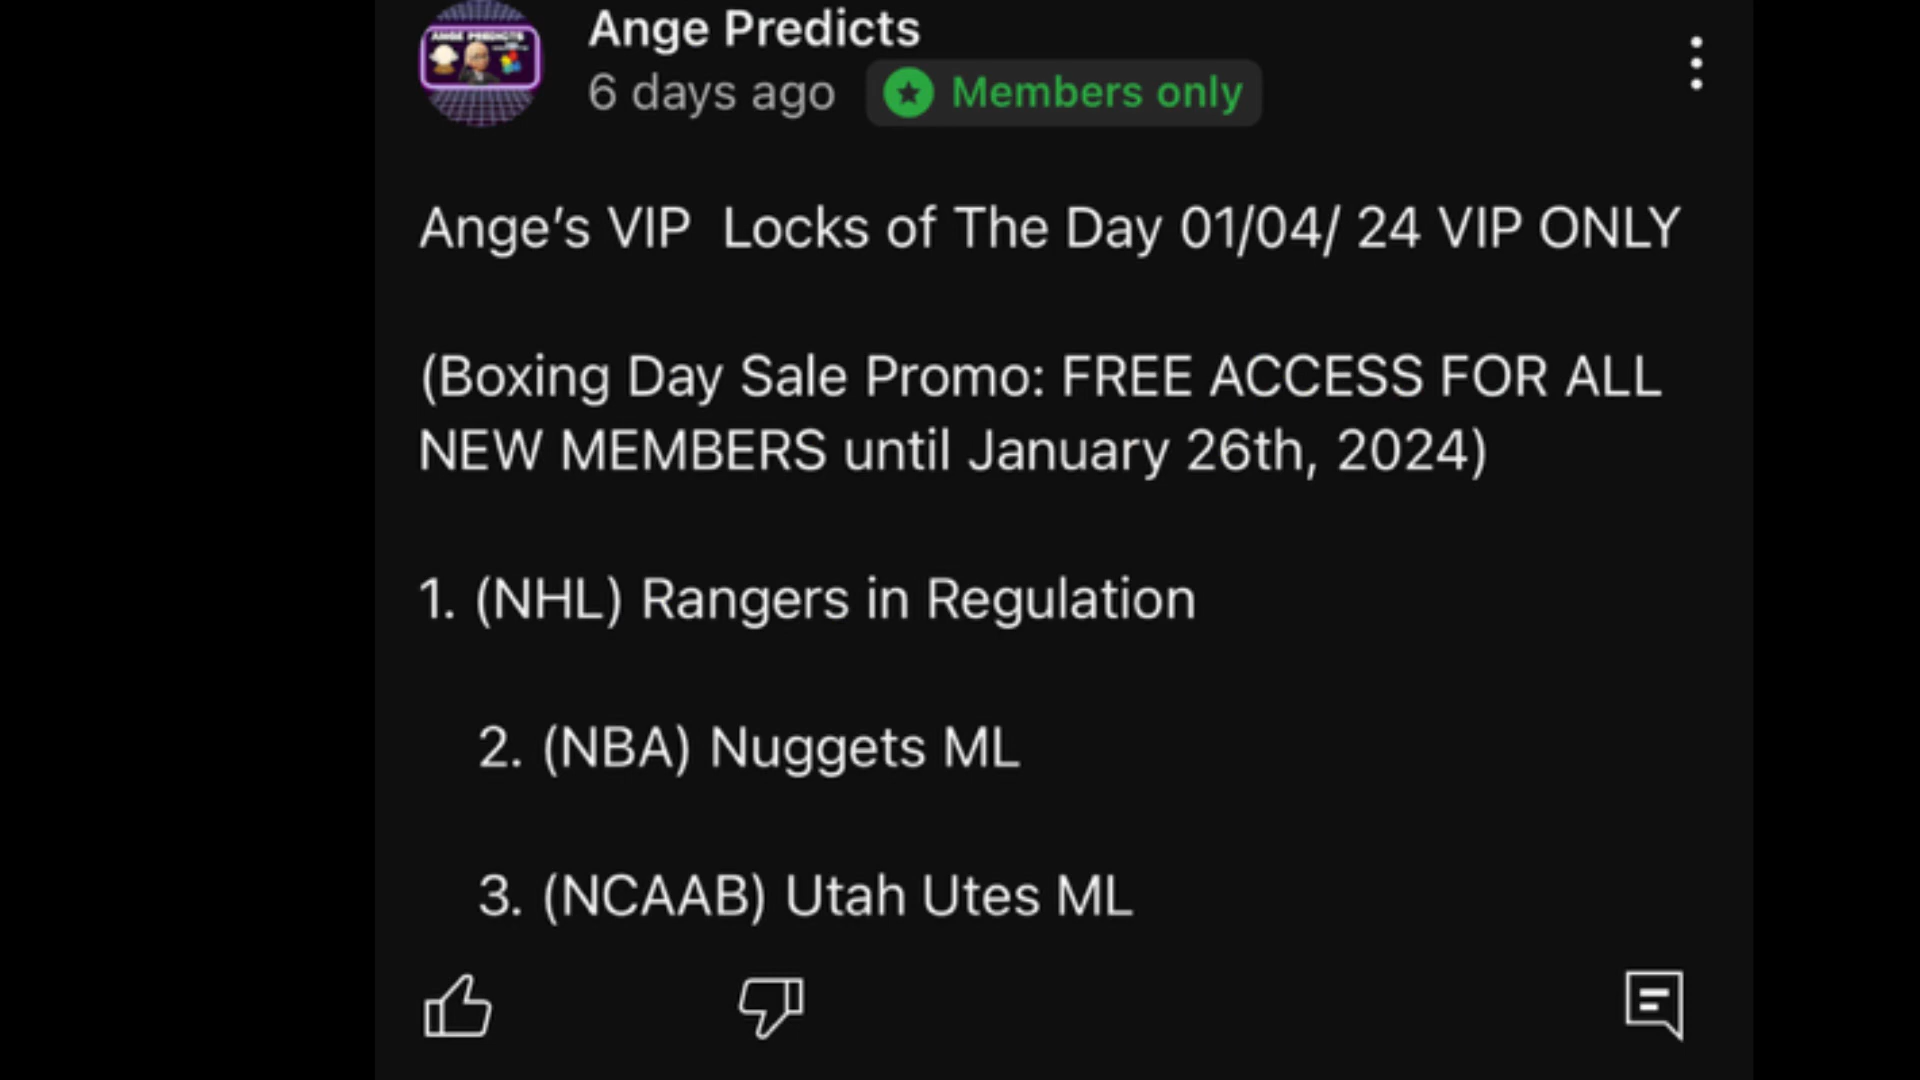 ANGE PREDICTS
Ange Predicts
6 days ago Members only
Ange’s VIP  Locks of The Day 01/04/ 24 VIP ONLY
(Boxing Day Sale Promo: FREE ACCESS FOR ALL
NEW MEMBERS until January 26th, 2024)
1. (NHL) Rangers in Regulation
2. (NBA) Nuggets ML
3. (NCAAB) Utah Utes ML